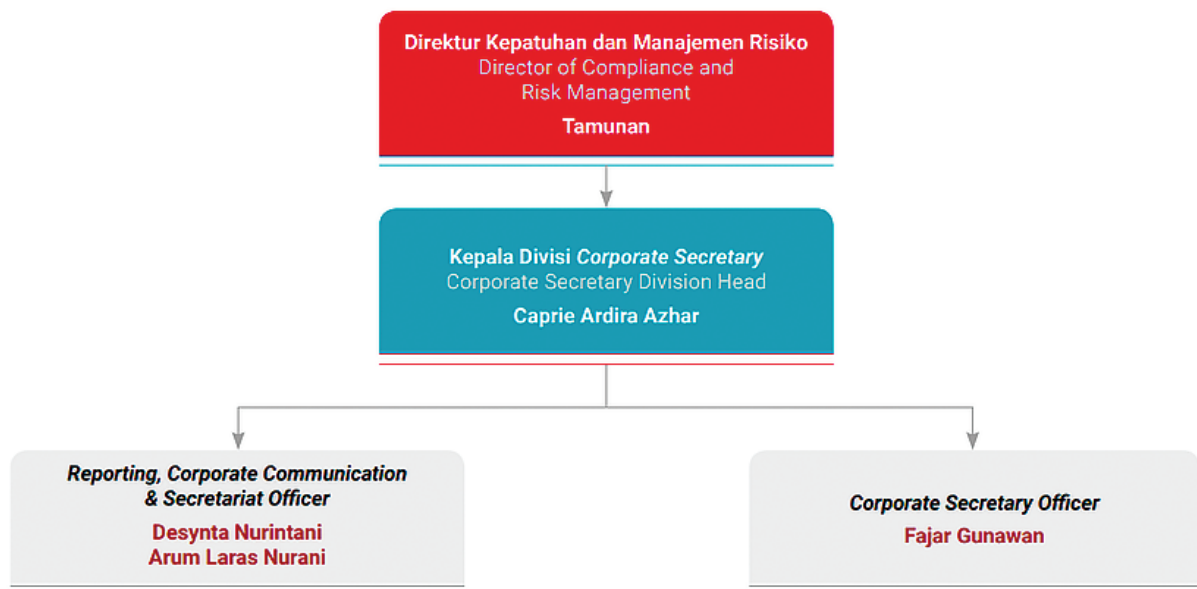 Direktur Kepatuhan dan Manajemen Risiko
Director of Compliance and
Risk Management
Tamunan
Kepala Divisi Corporate Secretary
Corporate Secretary Division Head
Caprie Ardira Azhar
Reporting, Corporate Communication
& Secretariat Officer
Desynta Nurintani
Arum Laras Nurani
Corporate Secretary Officer
Fajar Gunawan